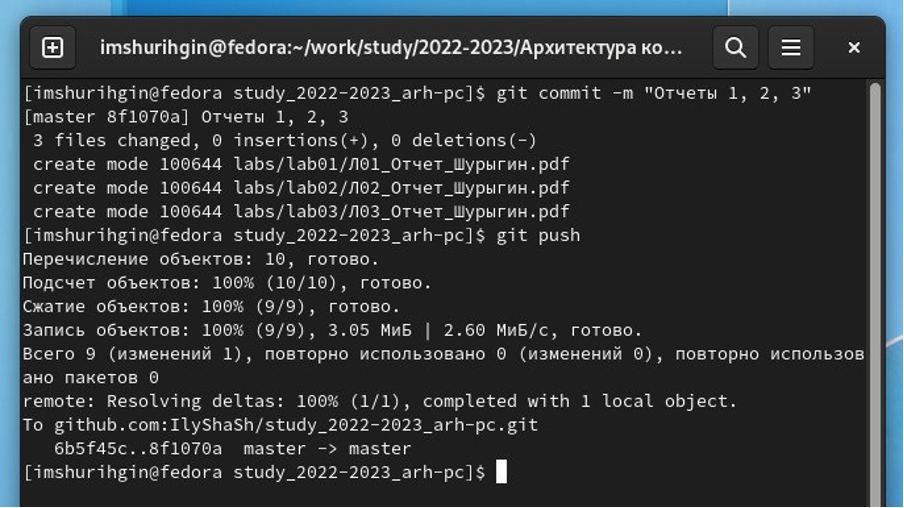 imshurihgin@fedora:~/work/study/2022-2023/Архитектура ко...
[imshurihgin@fedora study_2022-2023_arh-pc]$ git commit -m "Отчеты 1, 2, 3"
[master 8f1070a] Отчеты 1, 2, 3
 3 files changed, 0 insertions(+), 0 deletions(-)
 create mode 100644 labs/lab01/Л01_Отчет_Шурыгин.pdf
 create mode 100644 labs/lab02/Л02_Отчет_Шурыгин.pdf
 create mode 100644 labs/lab03/Л03_Отчет_Шурыгин.pdf
[imshurihgin@fedora study_2022-2023_arh-pc]$ git push
Перечисление объектов: 10, готово.
Подсчет объектов: 100% (10/10), готово.
Сжатие объектов: 100% (9/9), готово.
Запись объектов: 100% (9/9), 3.05 МиБ | 2.60 МиБ/с, готово.
Всего 9 (изменений 1), повторно использовано 0 (изменений 0), повторно использов
ано пакетов 0
remote: Resolving deltas: 100% (1/1), completed with 1 local object.
To github.com:IlyShaSh/study_2022-2023_arh-pc.git
   6b5f45c..8f1070a  master -> master
[imshurihgin@fedora study_2022-2023_arh-pc]$